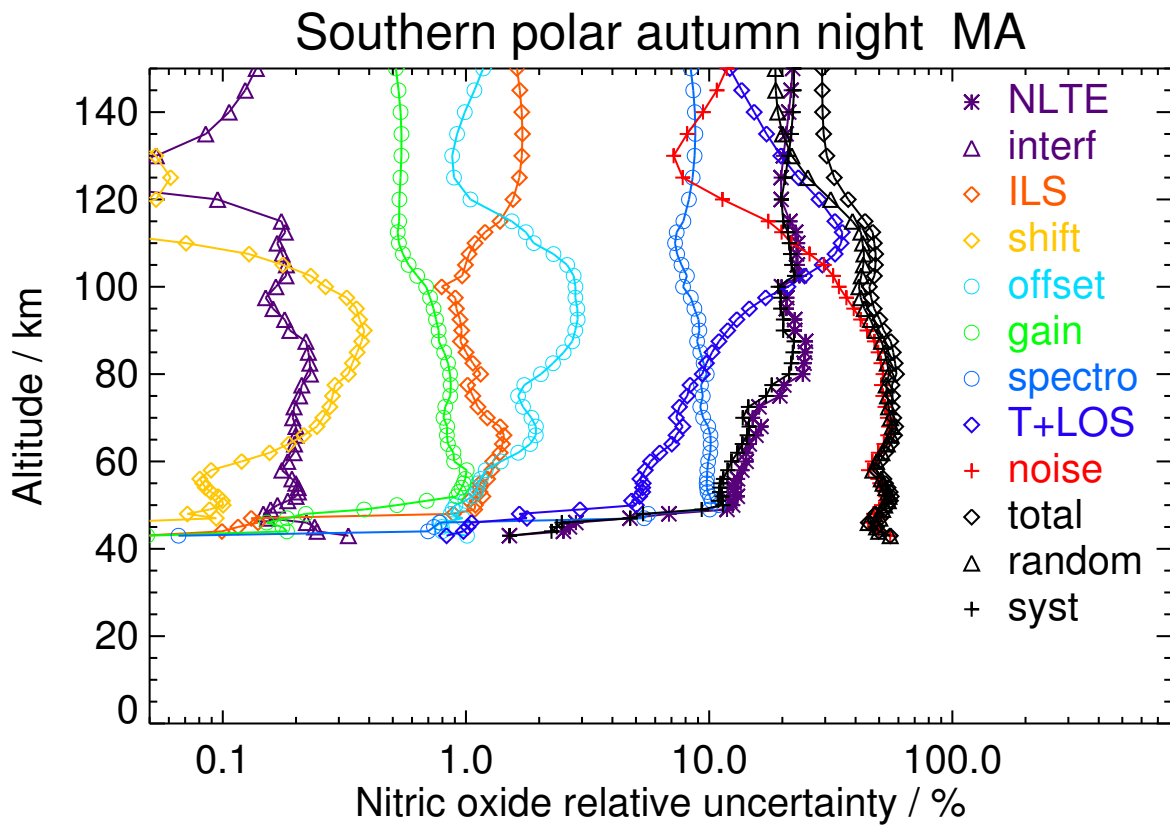 Southern polar autumn night MA
140
120
100
80
60
40
20
0
Altitude / km
NLTE
interf
ILS
shift
offset
gain
spectro
T+LOS
noise
total
random
syst
0.1 1.0 10.0 100.0
Nitric oxide relative uncertainty / %